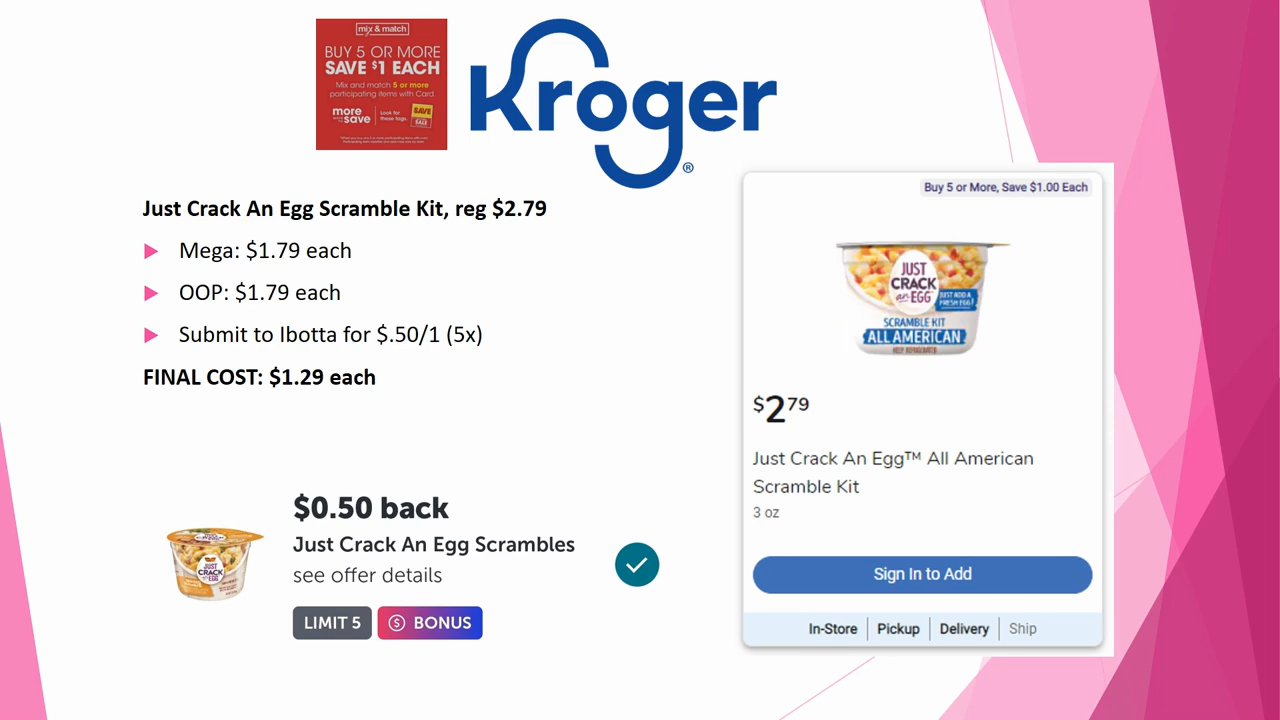 mix & match
BUY 5 OR MORE
SAVE $1 EACH
Mix and match 5 or more
participating items with Card.
more
save
Look for
these tags.
SAVE
Kroger
®
Just Crack An Egg Scramble Kit, reg $2.79
Mega: $1.79 each
OOP: $1.79 each
Submit to Ibotta for $.50/1 (5x)
FINAL COST: $1.29 each
$0.50 back
Just Crack An Egg Scrambles
see offer details
LIMIT 5
BONUS
JUST
CRACK
EGG
Buy 5 or More, Save $1.00 Each
JUST
CRACK
an EGG
JUST ADD A
FRESH EGG!
SCRAMBLE KIT
ALL AMERICAN
KEEP REFRIGERATED
$2 79
Just Crack An Egg™ All American
Scramble Kit
3 oz
Sign In to Add
In-Store
Pickup
Delivery
Ship